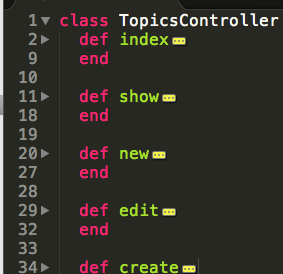 1 class TopicsController
2 def index
9 end
10
11 def show
18 end
19
20 def new
27 end
28
29 def edit
32 end
33
34 def create